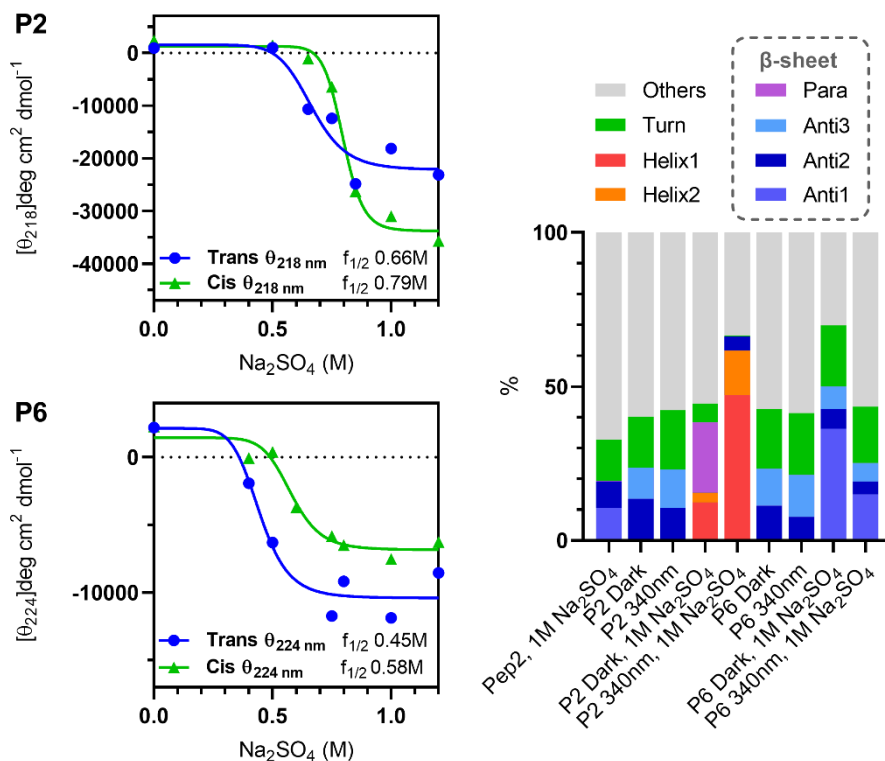 P2
0
-10000
-20000
-30000
-40000
[θ218]deg cm2 dmol-1
Trans θ218 nm f1/2 0.66M
Cis θ218 nm f1/2 0.79M
0.0 0.5 1.0
Na2SO4 (M)
P6
0
-10000
[θ224]deg cm2 dmol-1
Trans θ224 nm f1/2 0.45M
Cis θ224 nm f1/2 0.58M
0.0 0.5 1.0
Na2SO4 (M)
β-sheet
Others Para
Turn Anti3
Helix1 Anti2
Helix2 Anti1
100
50
0
%
Pep2, 1M Na2SO4
P2 Dark
P2 340nm
P2 Dark, 1M Na2SO4
P2 340nm, 1M Na2SO4
P6 Dark
P6 340nm
P6 Dark, 1M Na2SO4
P6 340nm, 1M Na2SO4